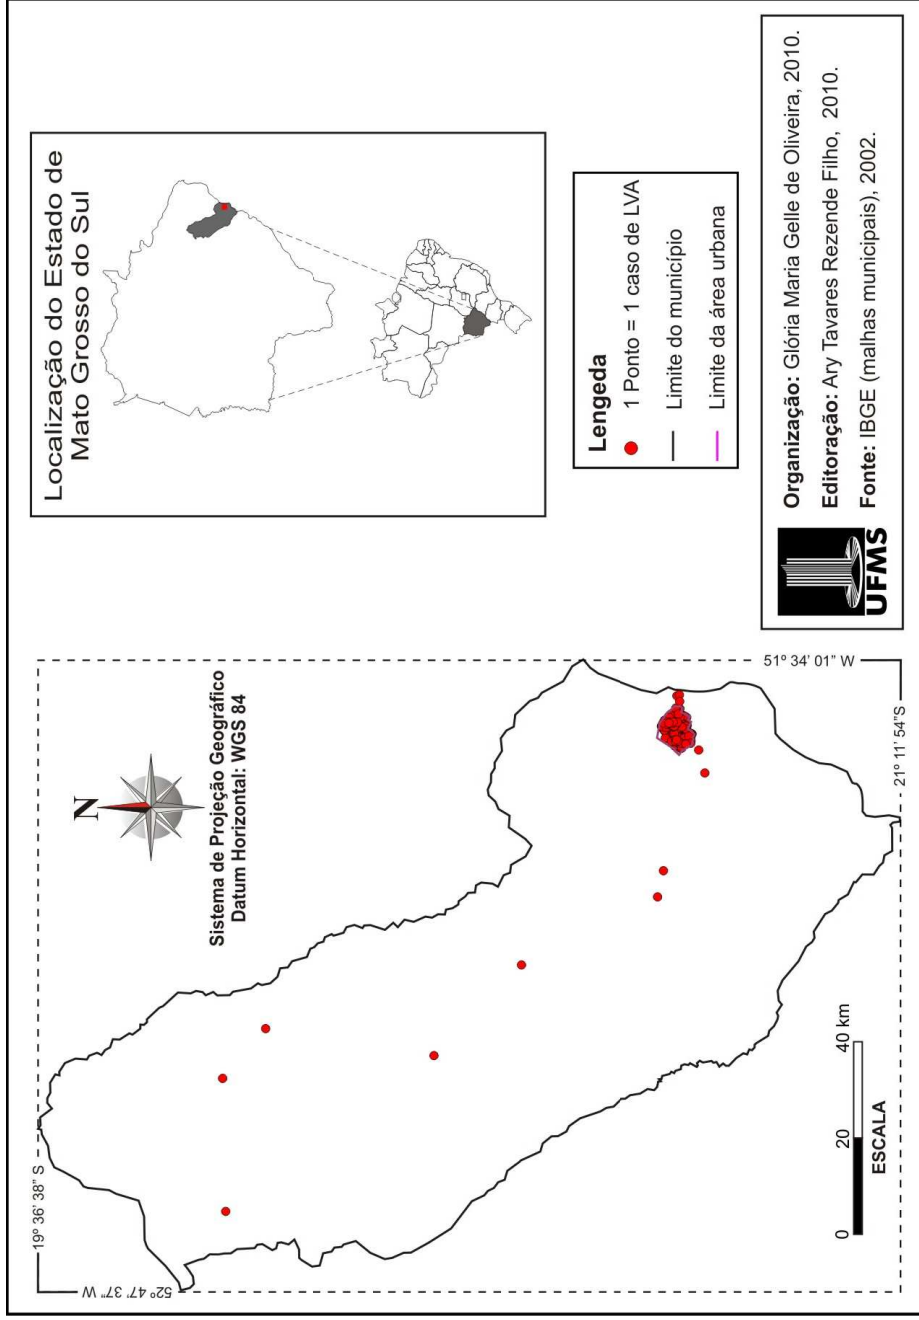 19º 36' 38" S
52º 47' 37" W
N
Sistema de Projeção Geográfico
Datum Horizontal: WGS 84
0 20 40 km
ESCALA
51º 34' 01" W
21º 11' 54"S
Localização do Estado de
Mato Grosso do Sul
Lengeda
1 Ponto = 1 caso de LVA
Limite do município
Limite da área urbana
UFMS
Organização: Glória Maria Gelle de Oliveira, 2010.
Editoração: Ary Tavares Rezende Filho, 2010.
Fonte: IBGE (malhas municipais), 2002.